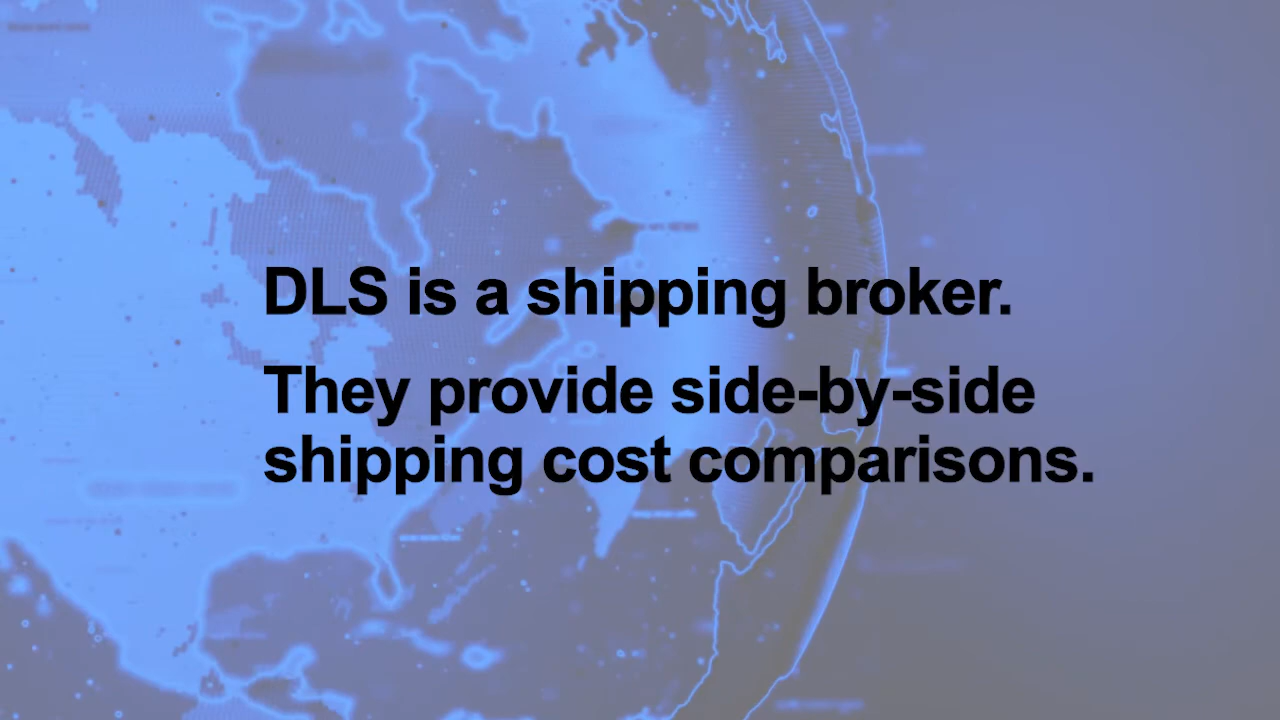 DLS is a shipping broker.
They provide side-by-side
shipping cost comparisons.